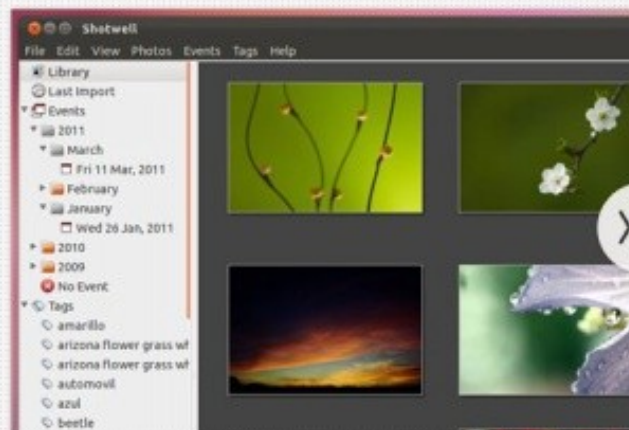 Shotwell
File Edit View Photos Events Tags Help
Library
Last Import
Events
2011
March
Fri 11 Mar, 2011
February
January
Wed 26 Jan, 2011
2010
2009
No Event
Tags
amarillo
arizona flower grass wh
arizona flower grass wh
automovil
azul
beetle